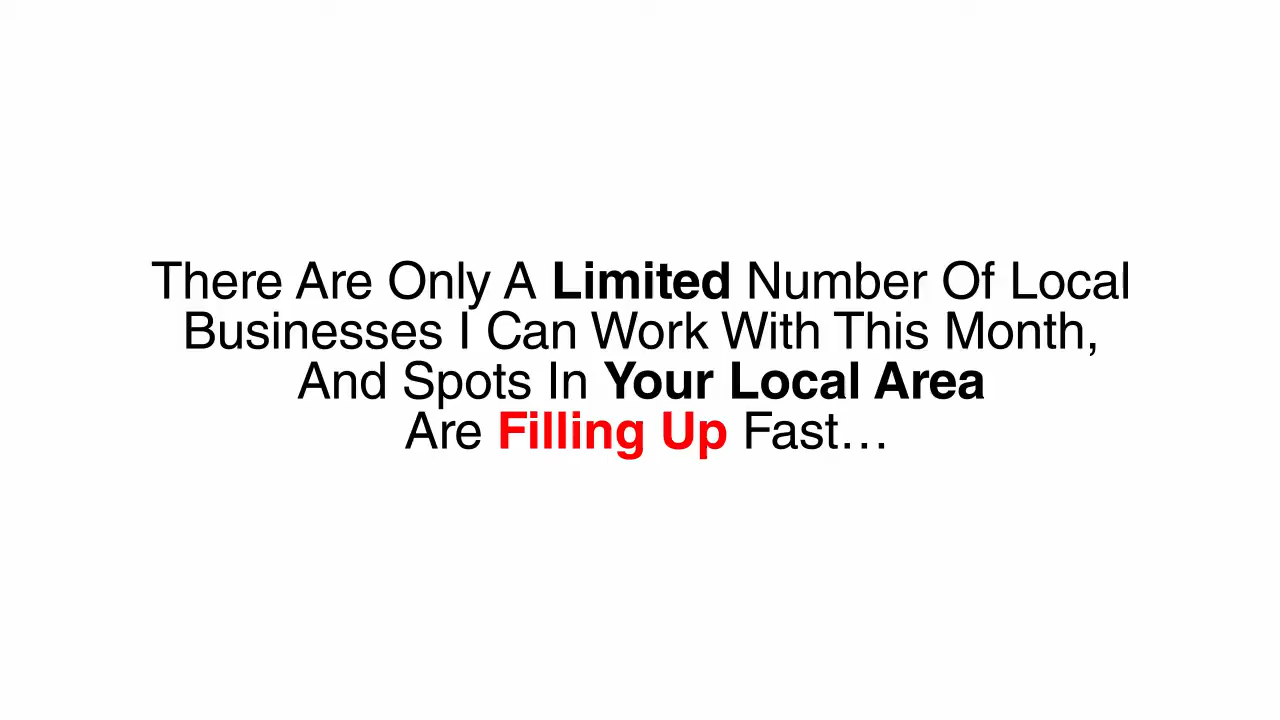 There Are Only A Limited Number Of Local
Businesses I Can Work With This Month,
And Spots In Your Local Area
Are Filling Up Fast…